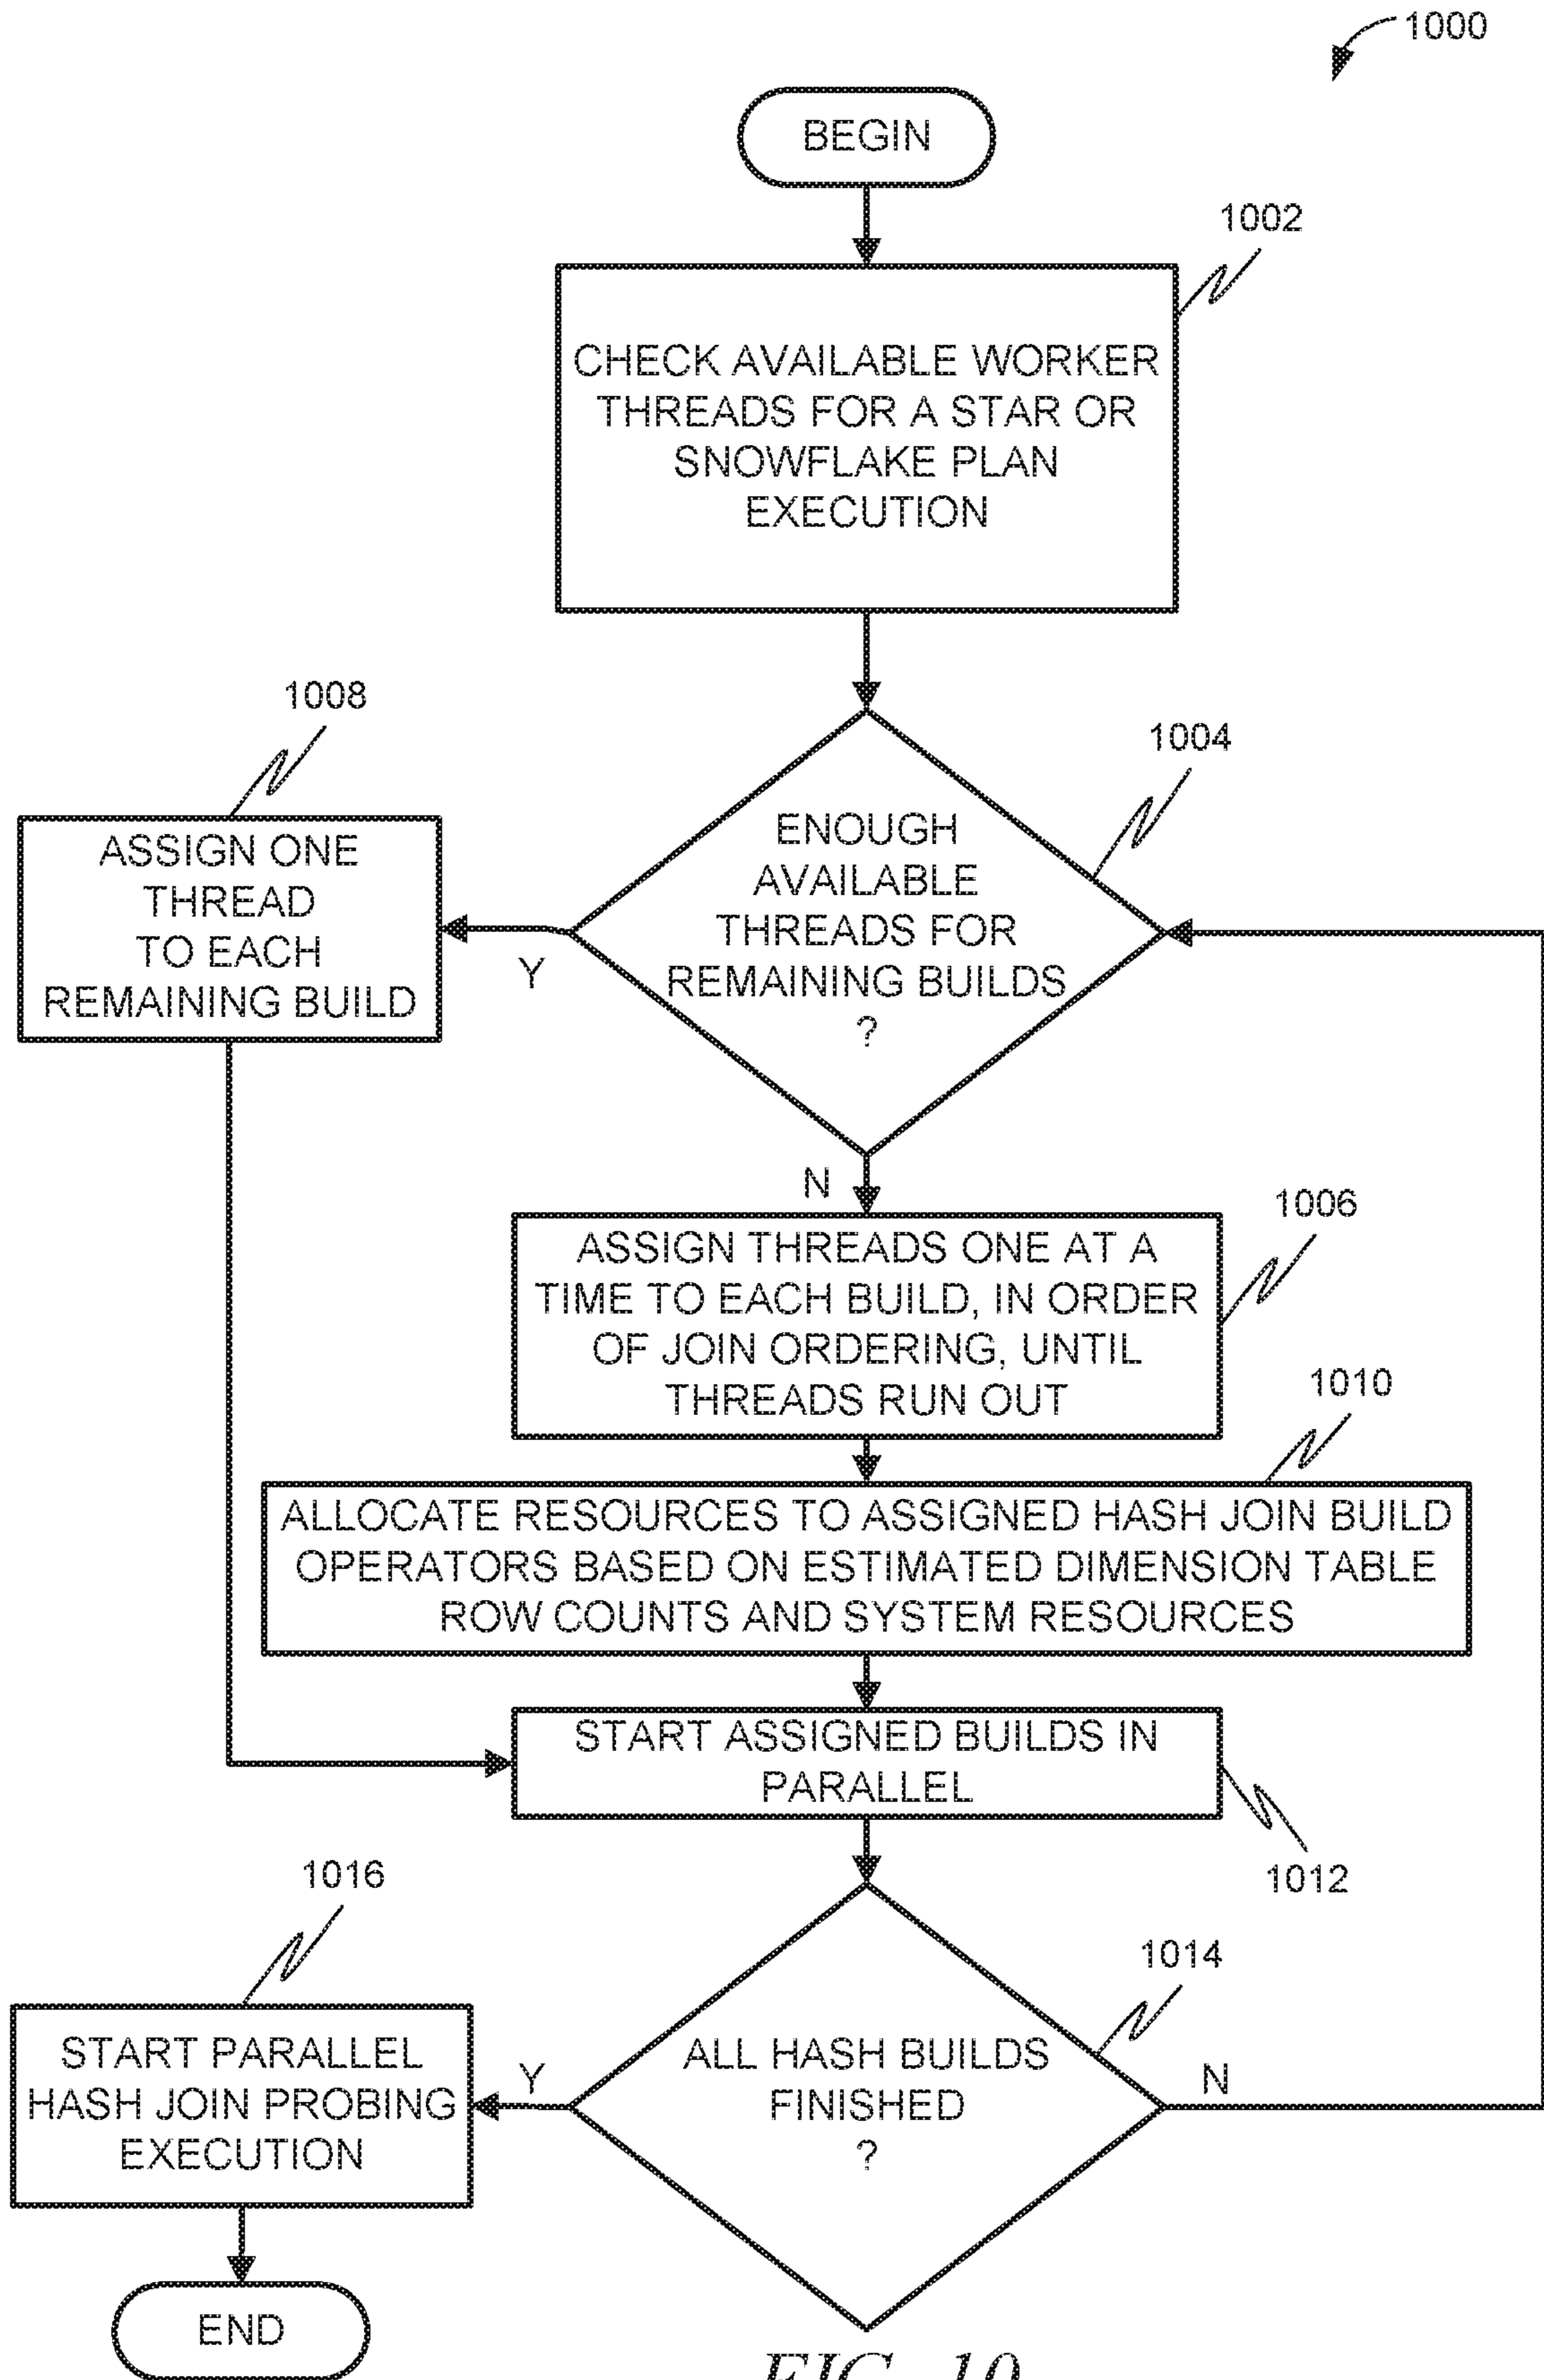 1000
BEGIN
1002
CHECK AVAILABLE WORKER
THREADS FOR A STAR OR
SNOWFLAKE PLAN
EXECUTION
1008
1004
ASSIGN ONE
THREAD
TO EACH
REMAINING BUILD
ENOUGH
AVAILABLE
THREADS FOR
REMAINING BUILDS
?
Y
N
1006
ASSIGN THREADS ONE AT A
TIME TO EACH BUILD, IN ORDER
OF JOIN ORDERING, UNTIL
THREADS RUN OUT
1010
ALLOCATE RESOURCES TO ASSIGNED HASH JOIN BUILD
OPERATORS BASED ON ESTIMATED DIMENSION TABLE
ROW COUNTS AND SYSTEM RESOURCES
START ASSIGNED BUILDS IN
PARALLEL
1012
1016
1014
ALL HASH BUILDS
FINISHED
?
Y
N
START PARALLEL
HASH JOIN PROBING
EXECUTION
END
FIG. 10